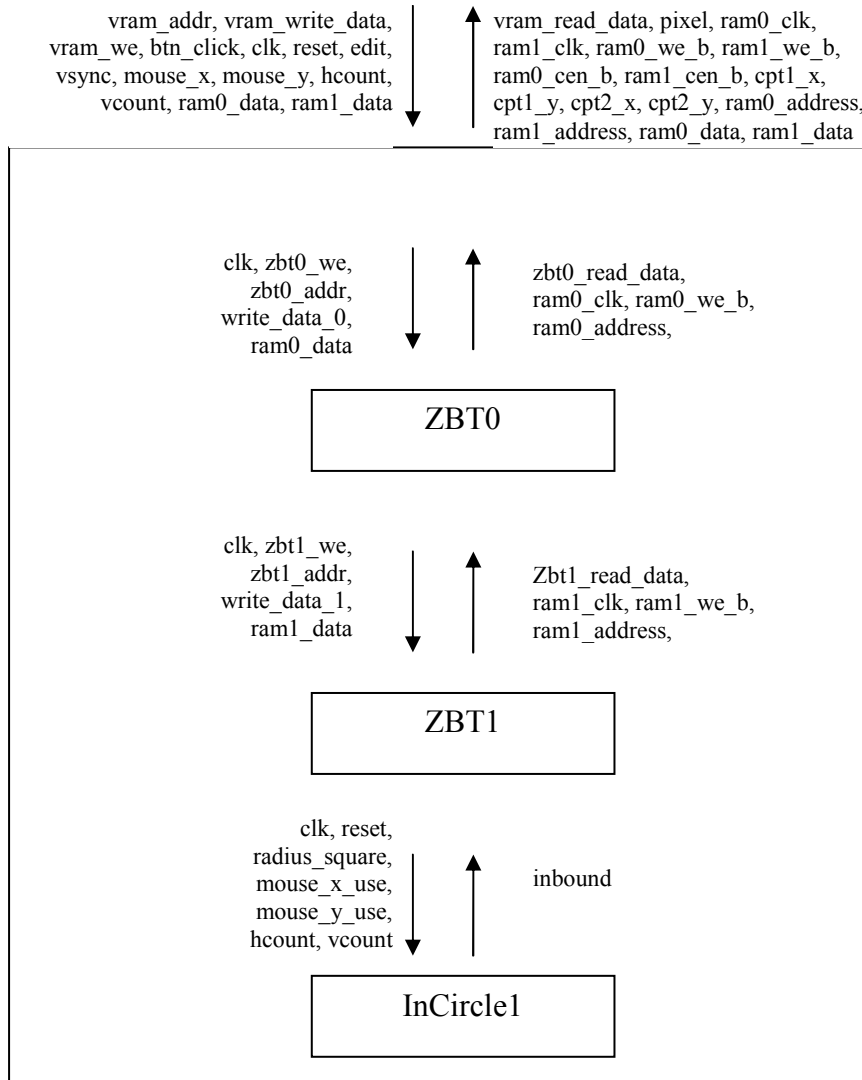 vram_addr, vram_write_data,
vram_we, btn_click, clk, reset, edit,
vsync, mouse_x, mouse_y, hcount,
vcount, ram0_data, ram1_data
vram_read_data, pixel, ram0_clk,
ram1_clk, ram0_we_b, ram1_we_b,
ram0_cen_b, ram1_cen_b, cpt1_x,
cpt1_y, cpt2_x, cpt2_y, ram0_address,
ram1_address, ram0_data, ram1_data
clk, zbt0_we,
zbt0_addr,
write_data_0,
ram0_data
zbt0_read_data,
ram0_clk, ram0_we_b,
ram0_address,
ZBT0
clk, zbt1_we,
zbt1_addr,
write_data_1,
ram1_data
Zbt1_read_data,
ram1_clk, ram1_we_b,
ram1_address,
ZBT1
clk, reset,
radius_square,
mouse_x_use,
mouse_y_use,
hcount, vcount
inbound
InCircle1